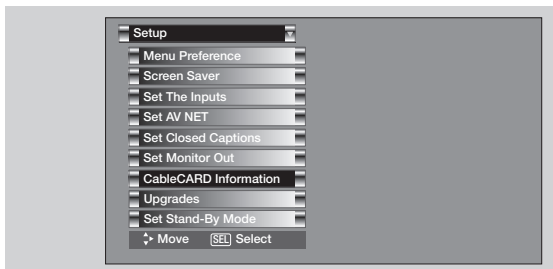 Setup
Menu Preference
Screen Saver
Set The Inputs
Set AV NET
Set Closed Captions
Set Monitor Out
CableCARD Information
Upgrades
Set Stand-By Mode
Move SEL Select